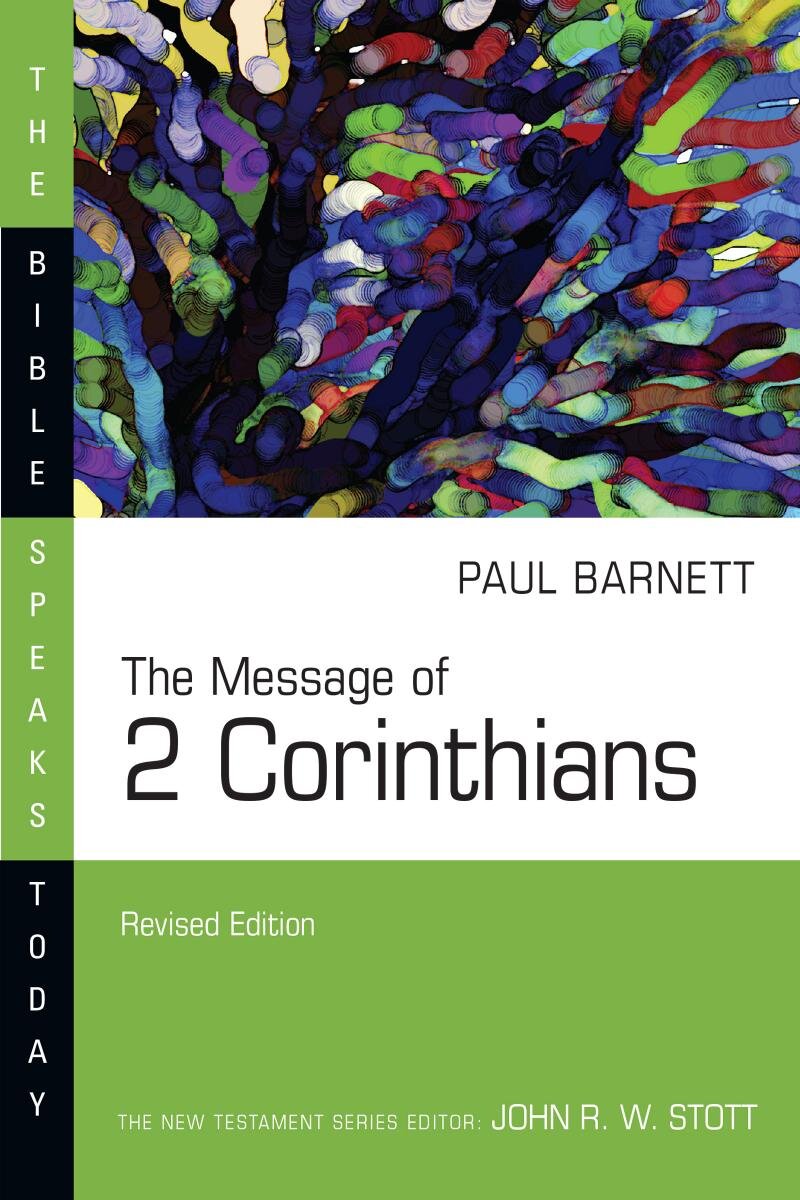 THE BIBLE SPEAKS TODAY
PAUL BARNETT
The Message of
2 Corinthians
Revised Edition
THE NEW TESTAMENT SERIES EDITOR: JOHN R. W. STOTT